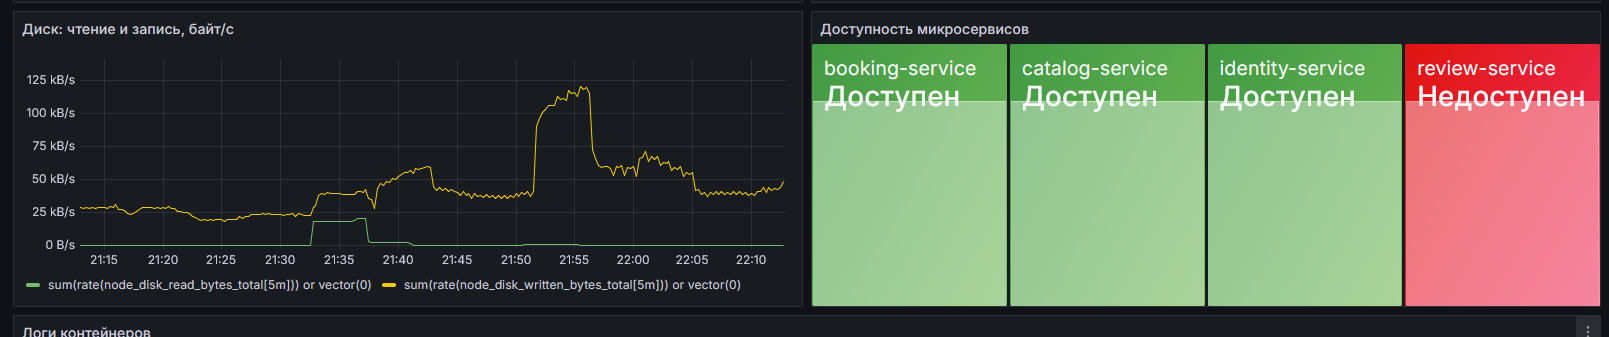 Диск: чтение и запись, байт/с
125 kB/s
100 kB/s
75 kB/s
50 kB/s
25 kB/s
0 B/s
21:15 21:20 21:25 21:30 21:35 21:40 21:45 21:50 21:55 22:00 22:05 22:10
sum(rate(node_disk_read_bytes_total[5m])) or vector(0) sum(rate(node_disk_written_bytes_total[5m])) or vector(0)
Доступность микросервисов
booking-service
Доступен
catalog-service
Доступен
identity-service
Доступен
review-service
Недоступен
Логи контейнеров